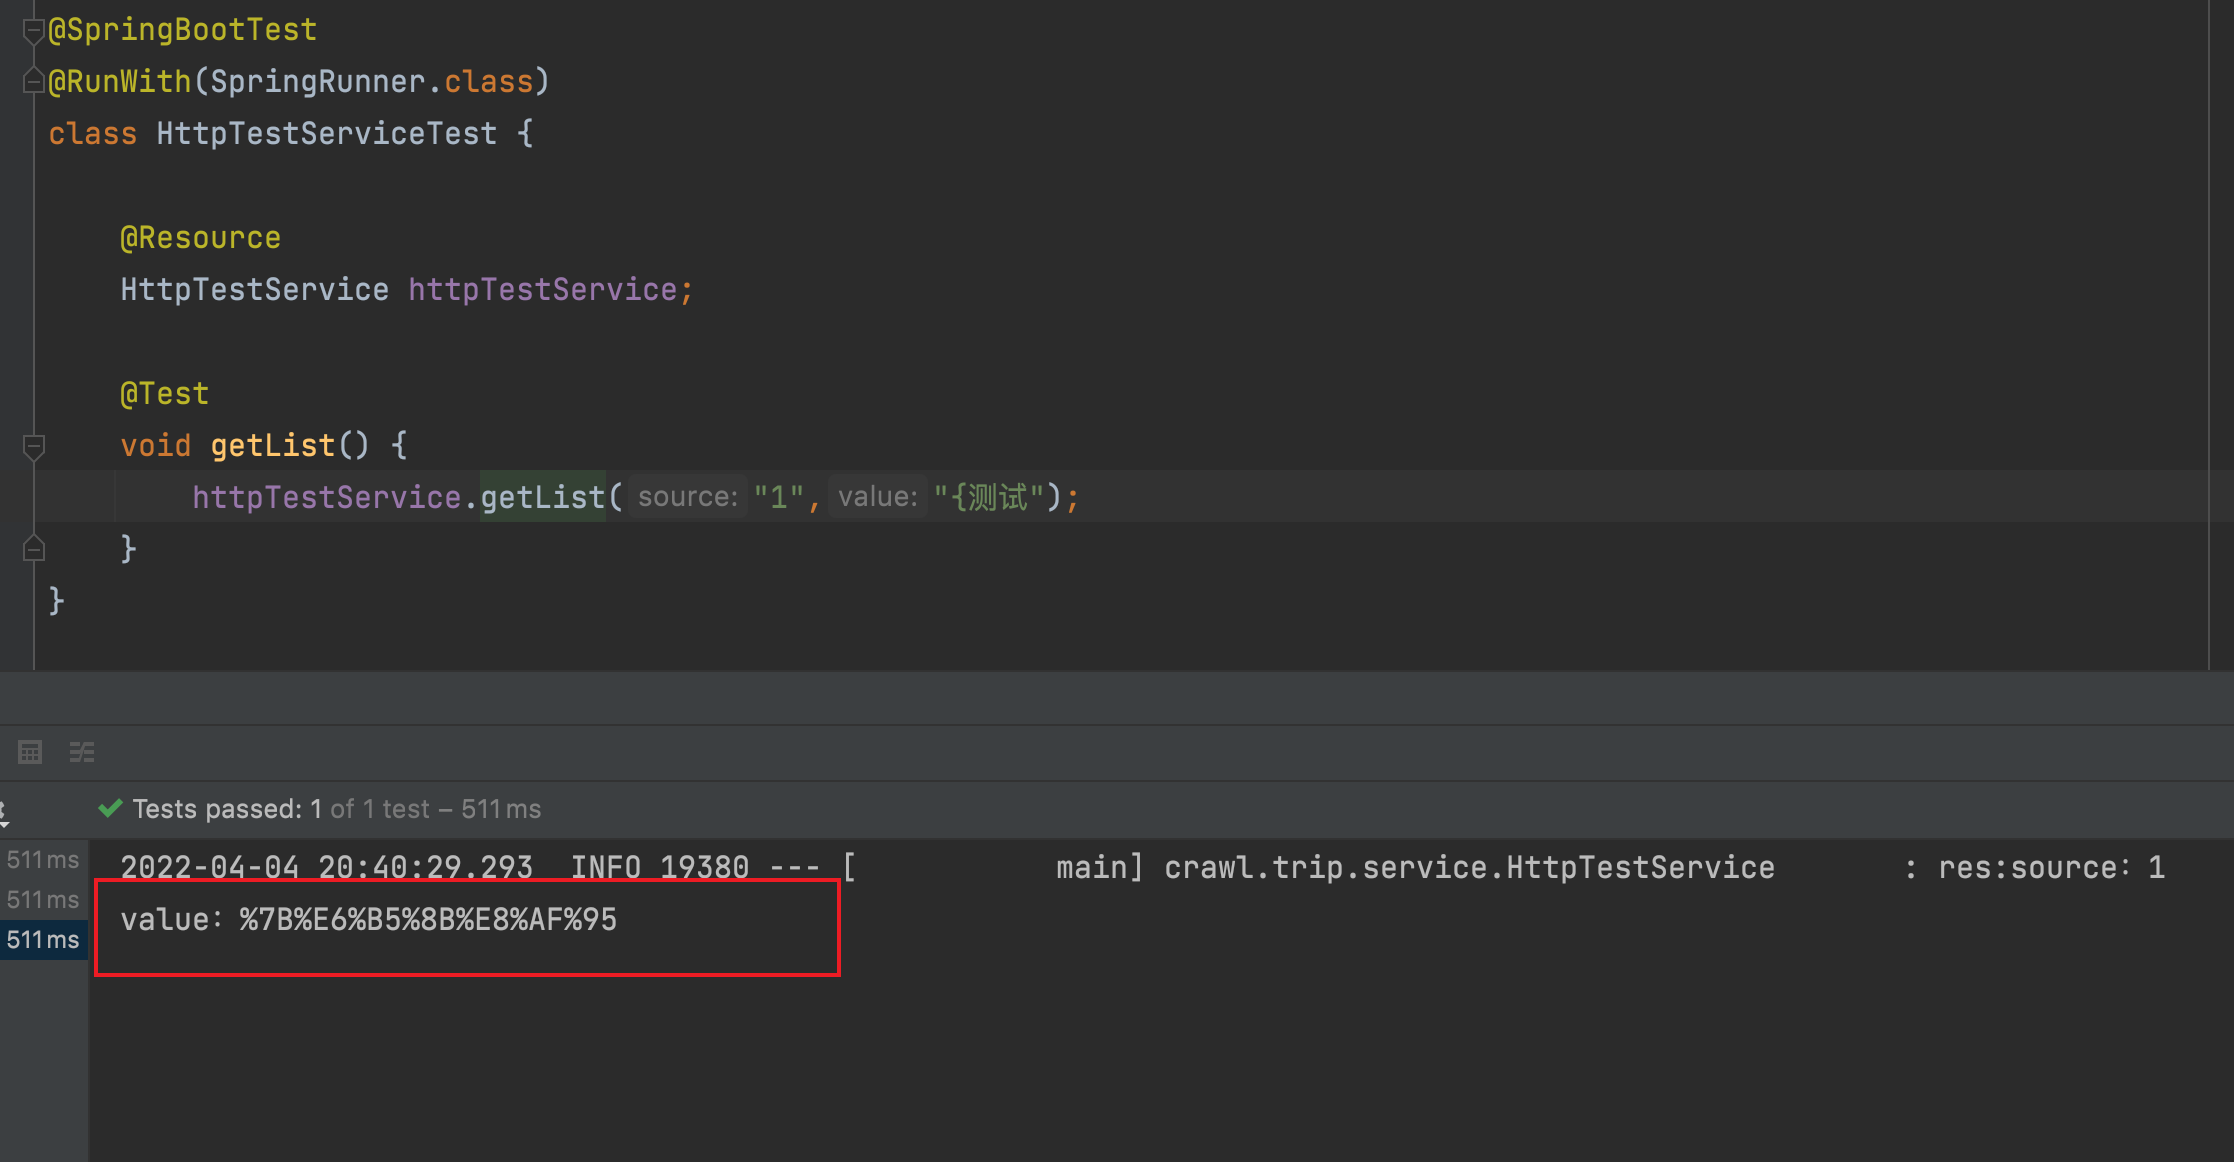 @SpringBootTest
@RunWith(SpringRunner.class)
class HttpTestServiceTest {
@Resource
HttpTestService httpTestService;
@Test
void getList() {
httpTestService.getList( source: "1", value: "{测试");
}
}
Tests passed: 1 of 1 test – 511 ms
511 ms
511 ms
511 ms
2022-04-04 20:40:29.293  INFO 19380 --- [           main] crawl.trip.service.HttpTestService       : res:source：1
value：%7B%E6%B5%8B%E8%AF%95